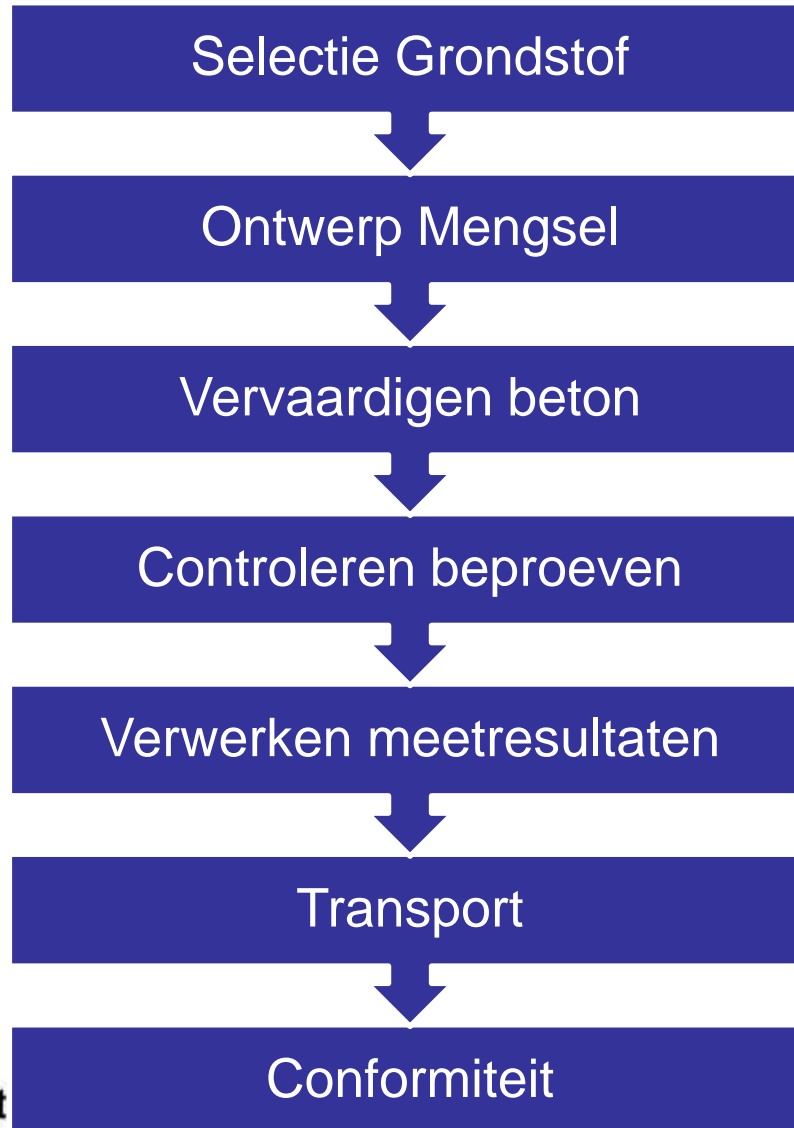 Selectie Grondstof
Ontwerp Mengsel
Vervaardigen beton
Controleren beproeven
Verwerken meetresultaten
Transport
Conformiteit
t